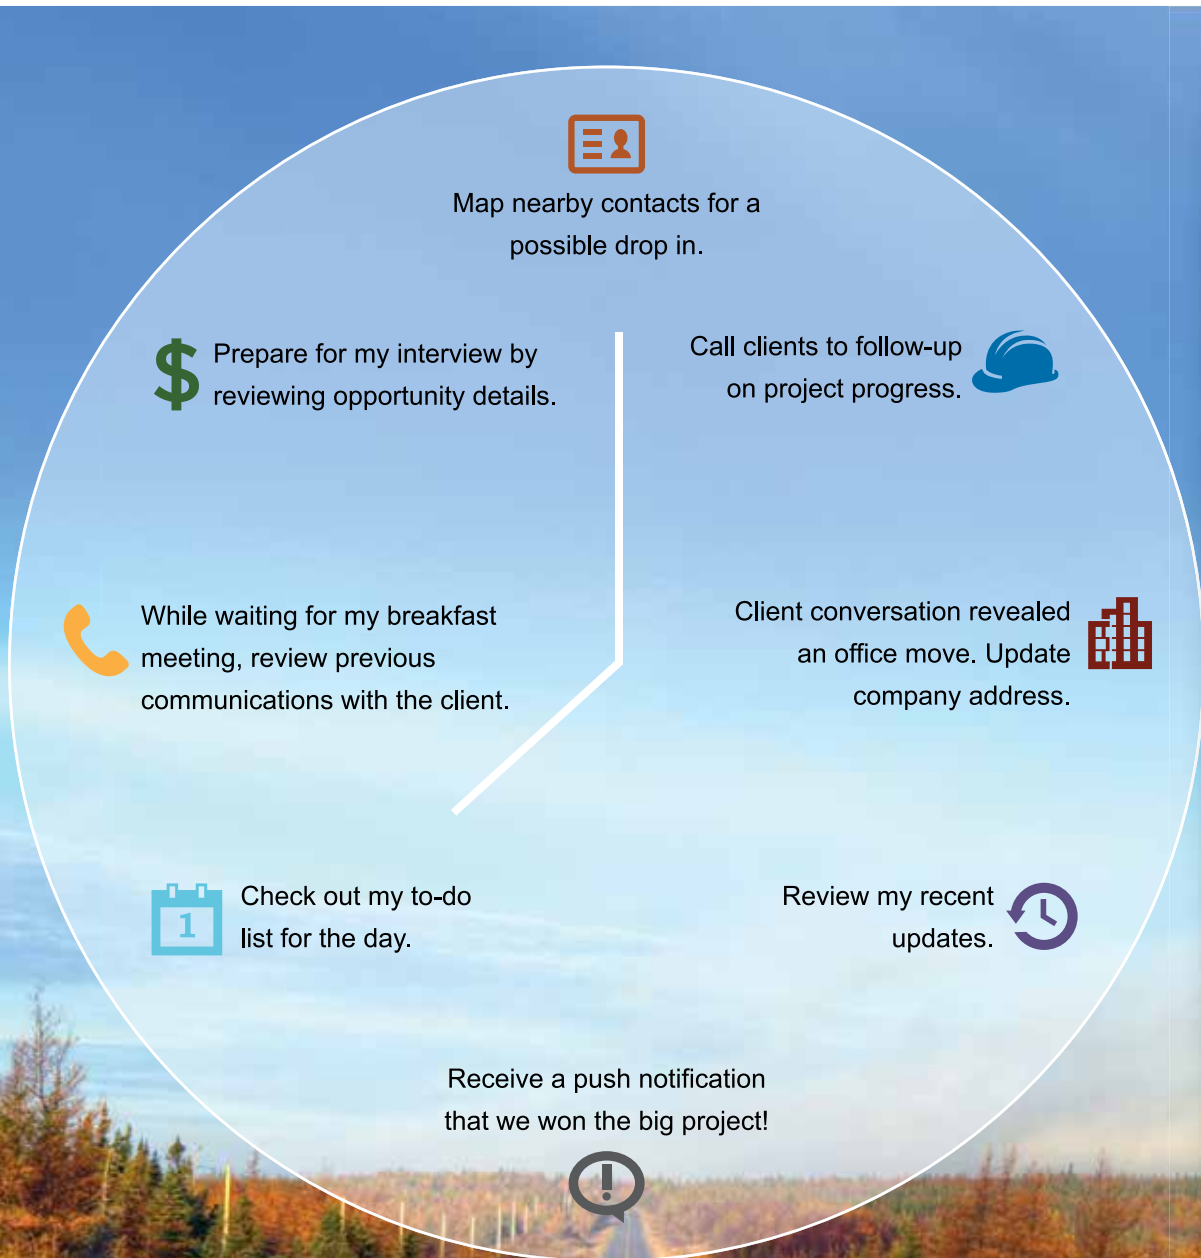 Map nearby contacts for a
possible drop in.
Prepare for my interview by
reviewing opportunity details.
Call clients to follow-up
on project progress.
While waiting for my breakfast
meeting, review previous
communications with the client.
Client conversation revealed
an office move. Update
company address.
1
Check out my to-do
list for the day.
Review my recent
updates.
Receive a push notification
that we won the big project!
!